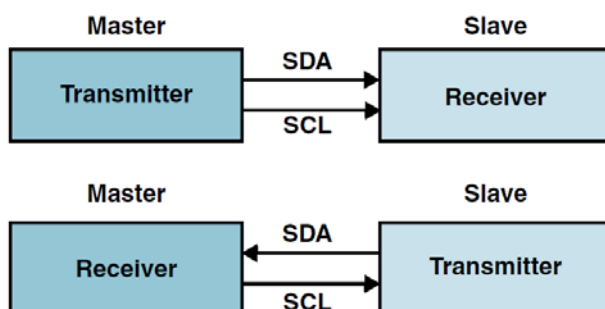 Master Slave
SDA
Transmitter Receiver
SCL
Master Slave
SDA
Receiver Transmitter
SCL